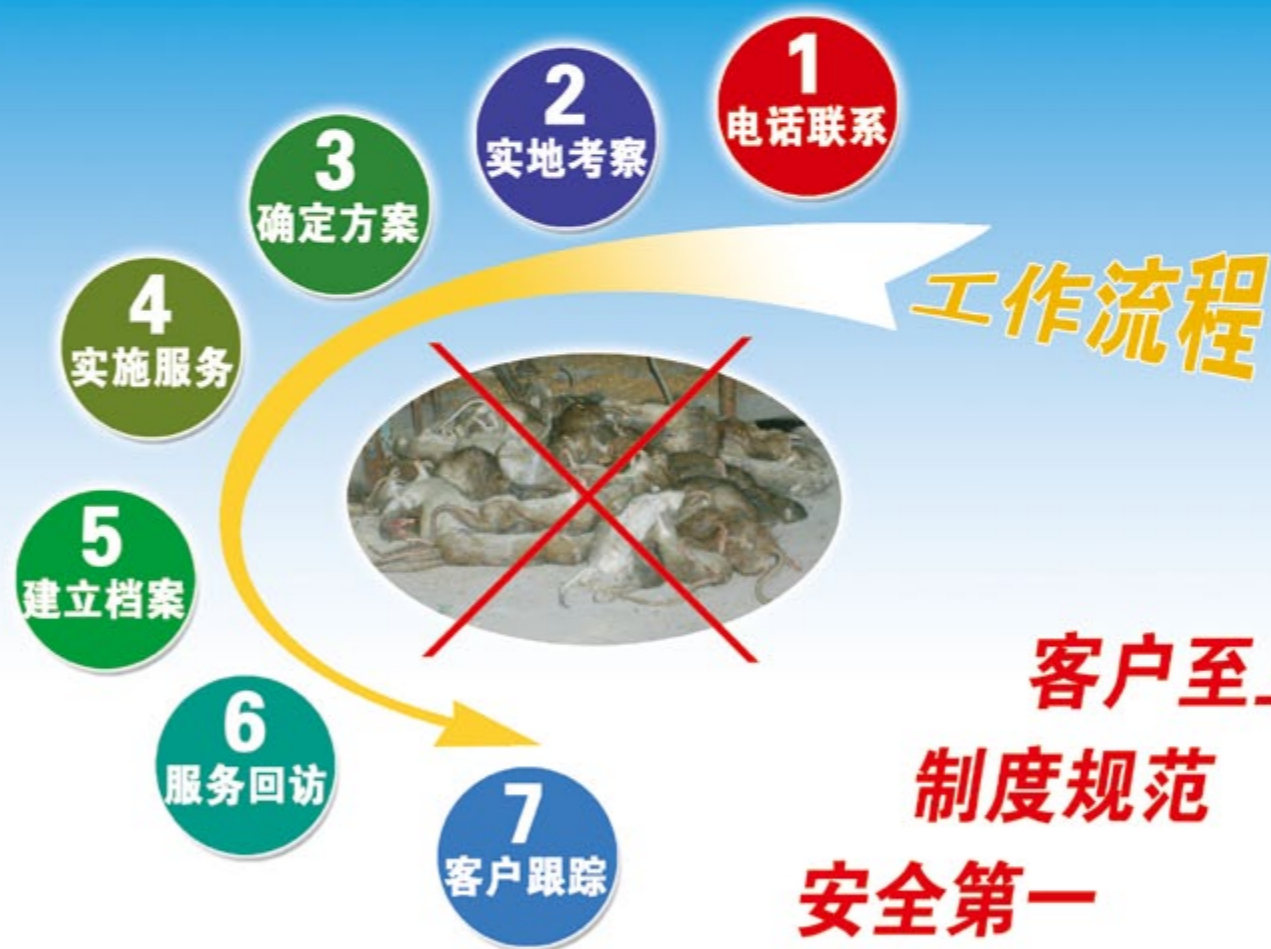 1
电话联系
2
实地考察
3
确定方案
4
实施服务
5
建立档案
6
服务回访
7
客户跟踪
工作流程
客户至
制度规范
安全第一